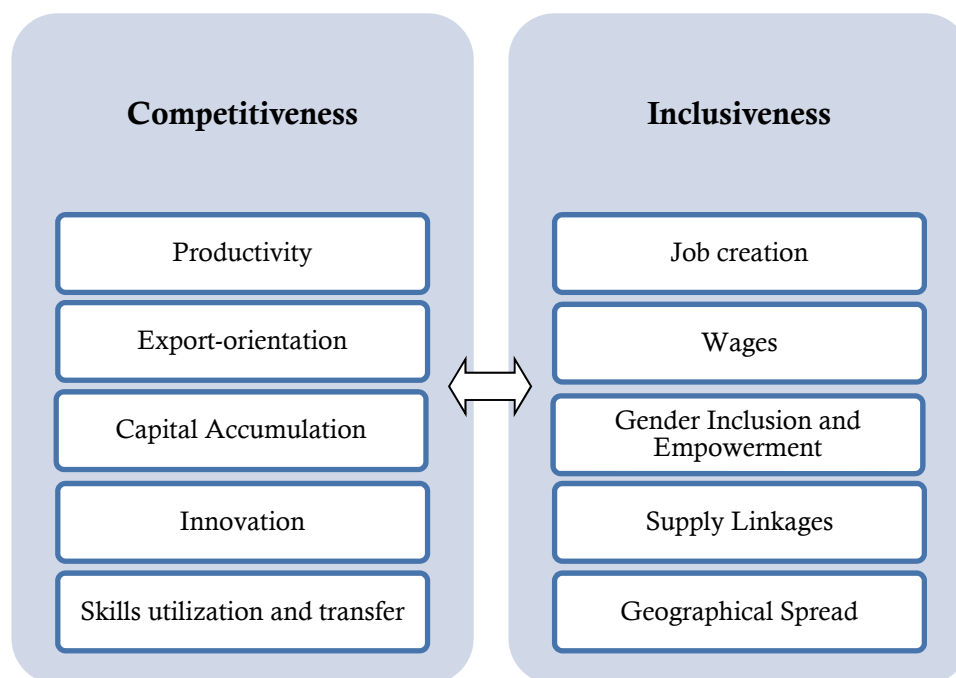 Competitiveness
Productivity
Export-orientation
Capital Accumulation
Innovation
Skills utilization and transfer
Inclusiveness
Job creation
Wages
Gender Inclusion and
Empowerment
Supply Linkages
Geographical Spread